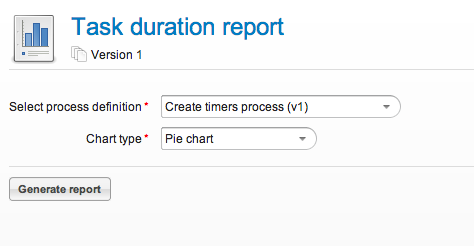 Task duration report
Version 1
Select process definition * Create timers process (v1)
Chart type * Pie chart
Generate report